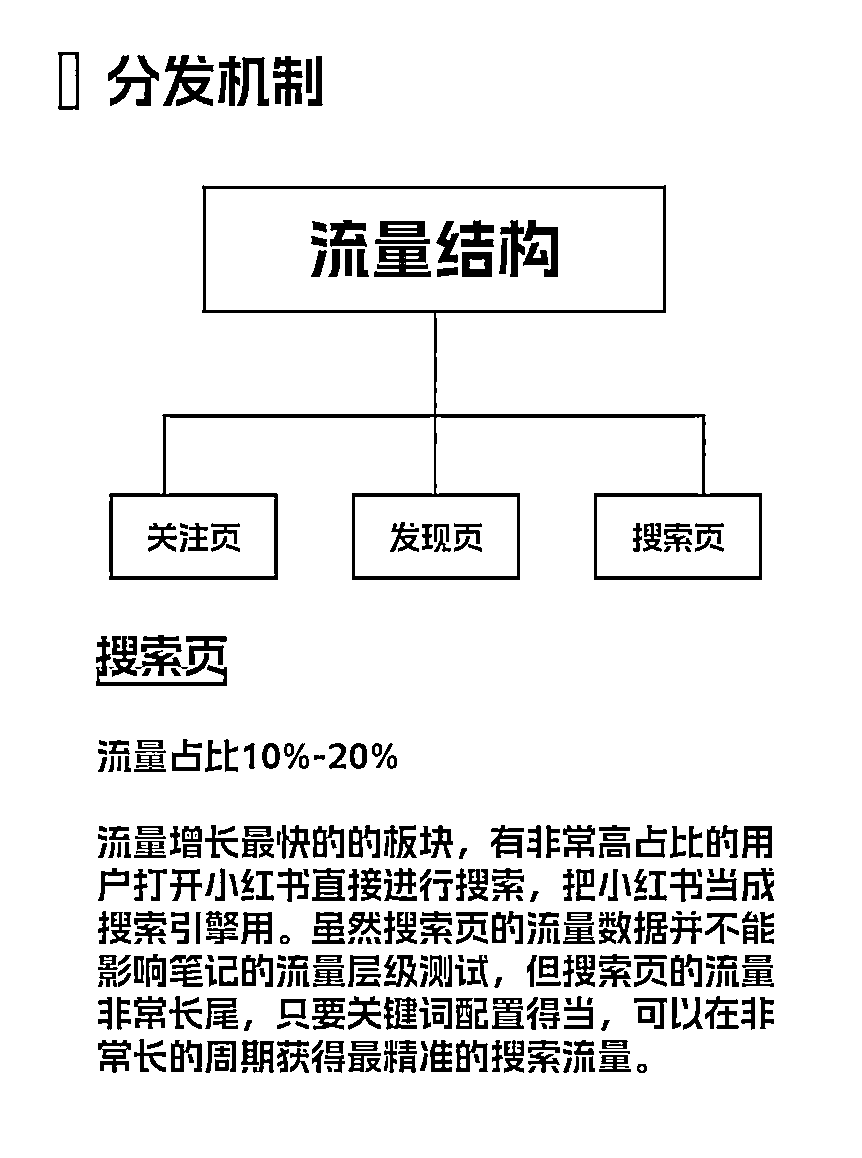 分发机制
流量结构
关注页
发现页
搜索页
搜索页
流量占比10%-20%
流量增长最快的的板块，有非常高占比的用
户打开小红书直接进行搜索，把小红书当成
搜索引擎用。虽然搜索页的流量数据并不能
影响笔记的流量层级测试，但搜索页的流量
非常长尾，只要关键词配置得当，可以在非
常长的周期获得最精准的搜索流量。